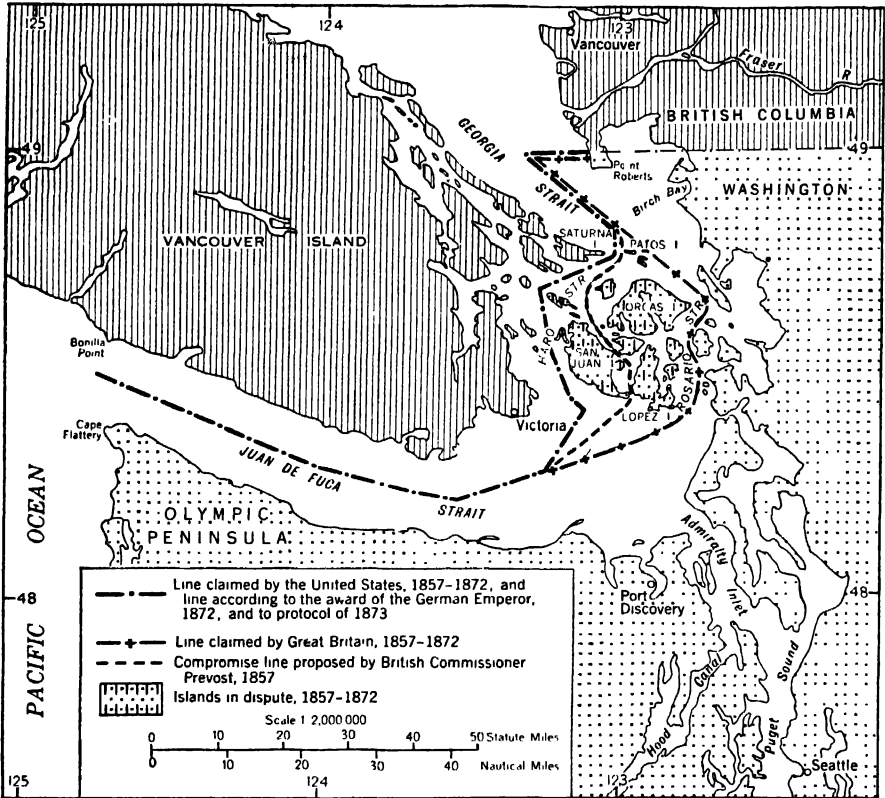 125
124
123
Vancouver
Fraser
R
BRITISH COLUMBIA
GEORGIA
STRAIT
49
49
Point
Roberts
Birch Bay
WASHINGTON
SATURNA
I
PATOS I
VANCOUVER ISLAND
HARO STR
ORCAS I
SAN
JUAN I
ROSARIO STR
LOPEZ I
Bonilla
Point
Victoria
Cape
Flattery
JUAN DE FUCA
STRAIT
OLYMPIC
PENINSULA
PACIFIC OCEAN
Admiralty
Inlet
Port
Discovery
48
48
Hood
Canal
Puget
Sound
Seattle
Line claimed by the United States, 1857-1872, and
line according to the award of the German Emperor,
1872, and to protocol of 1873
Line claimed by Great Britain, 1857-1872
Compromise line proposed by British Commissioner
Prevost, 1857
Islands in dispute, 1857-1872
Scale 1 2,000 000
0 10 20 30 40 50 Statute Miles
0 10 20 30 40 Nautical Miles
125
124
123